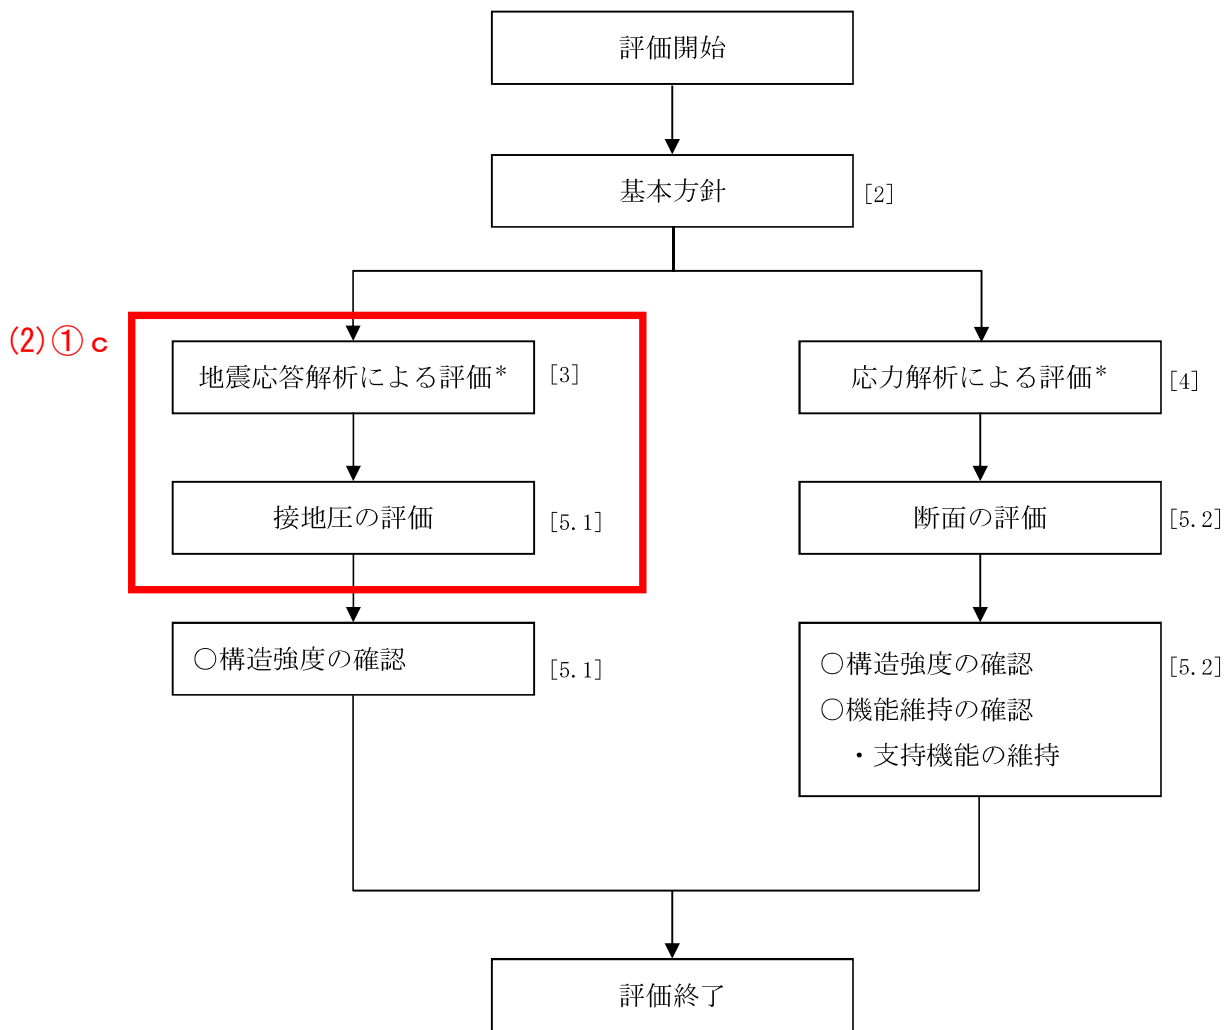 評価開始
基本方針
[2]
(2)①c
地震応答解析による評価*
[3]
接地圧の評価
[5.1]
○構造強度の確認
[5.1]
応力解析による評価*
[4]
断面の評価
[5.2]
○構造強度の確認
○機能維持の確認
・支持機能の維持
[5.2]
評価終了